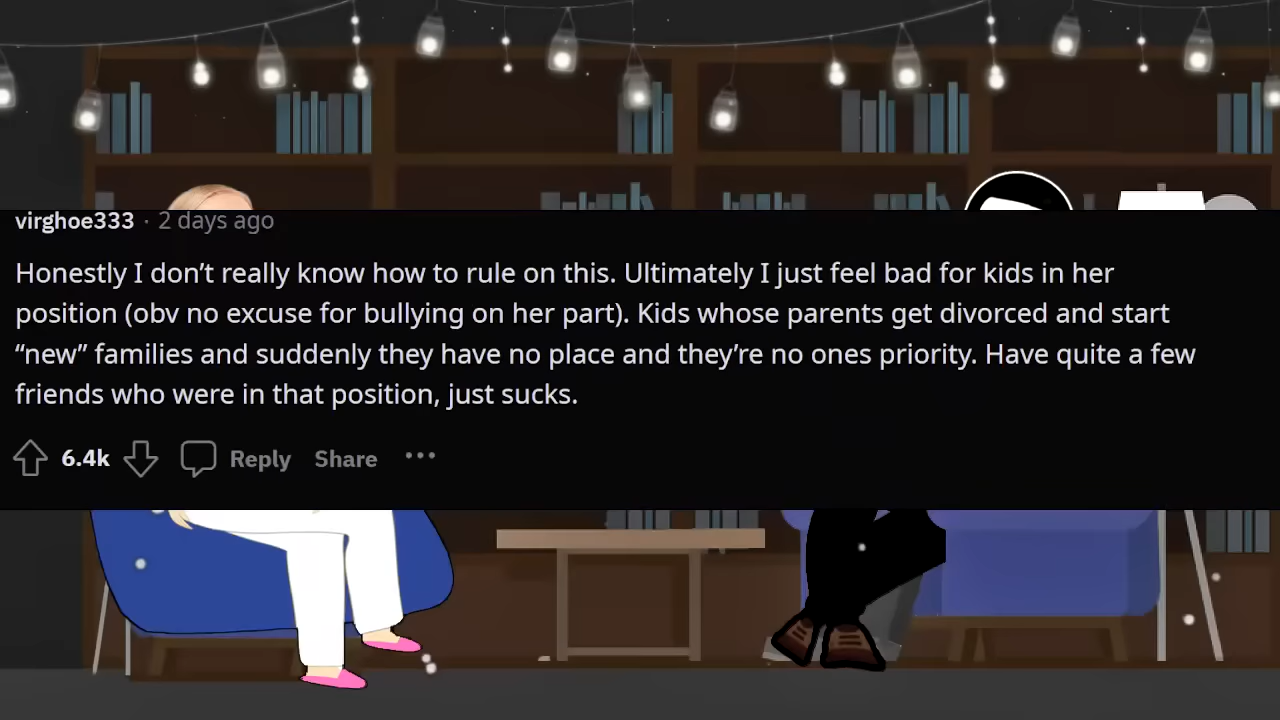 virghoe333 · 2 days ago
Honestly I don’t really know how to rule on this. Ultimately I just feel bad for kids in her
position (obv no excuse for bullying on her part). Kids whose parents get divorced and start
“new” families and suddenly they have no place and they’re no ones priority. Have quite a few
friends who were in that position, just sucks.
6.4k Reply Share ···